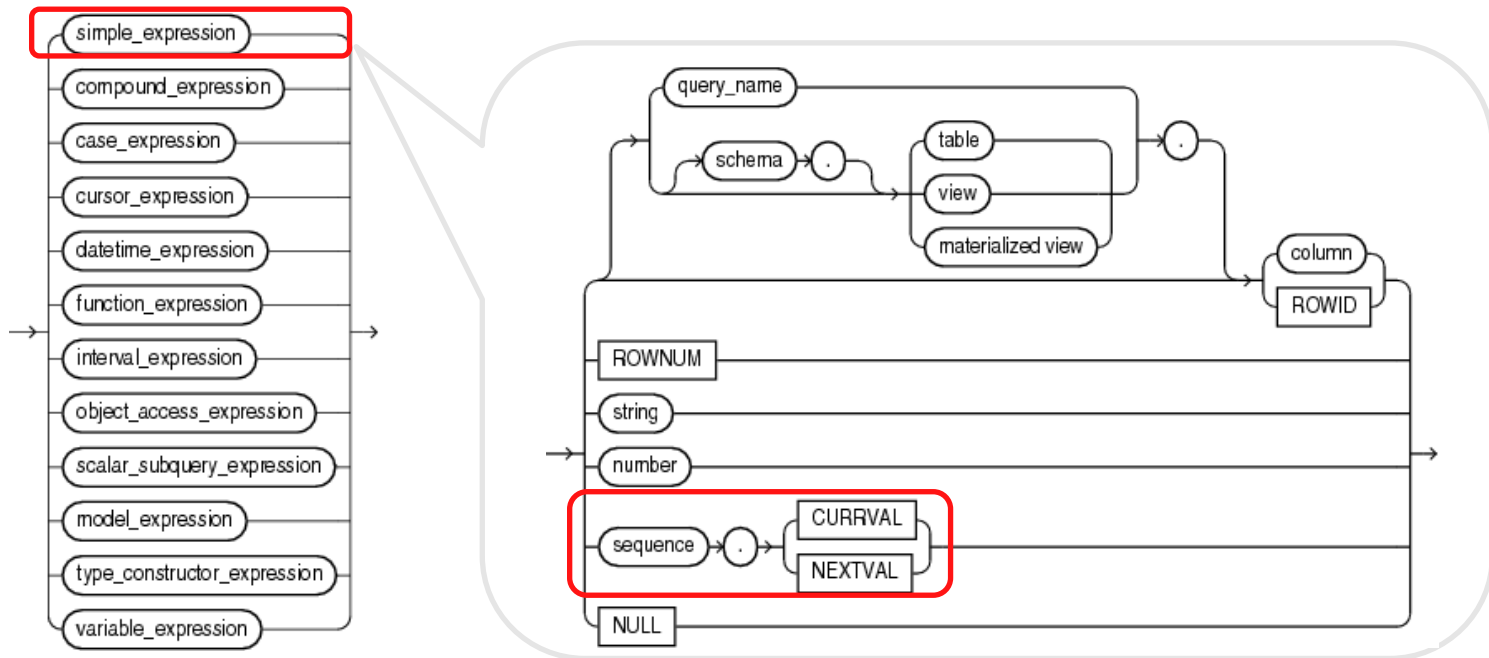 simple_expression
compound_expression
case_expression
cursor_expression
datetime_expression
function_expression
interval_expression
object_access_expression
scalar_subquery_expression
model_expression
type_constructor_expression
variable_expression
query_name
schema
.
table
view
materialized view
.
column
ROWID
ROWNUM
string
number
sequence
.
CURRVAL
NEXTVAL
NULL